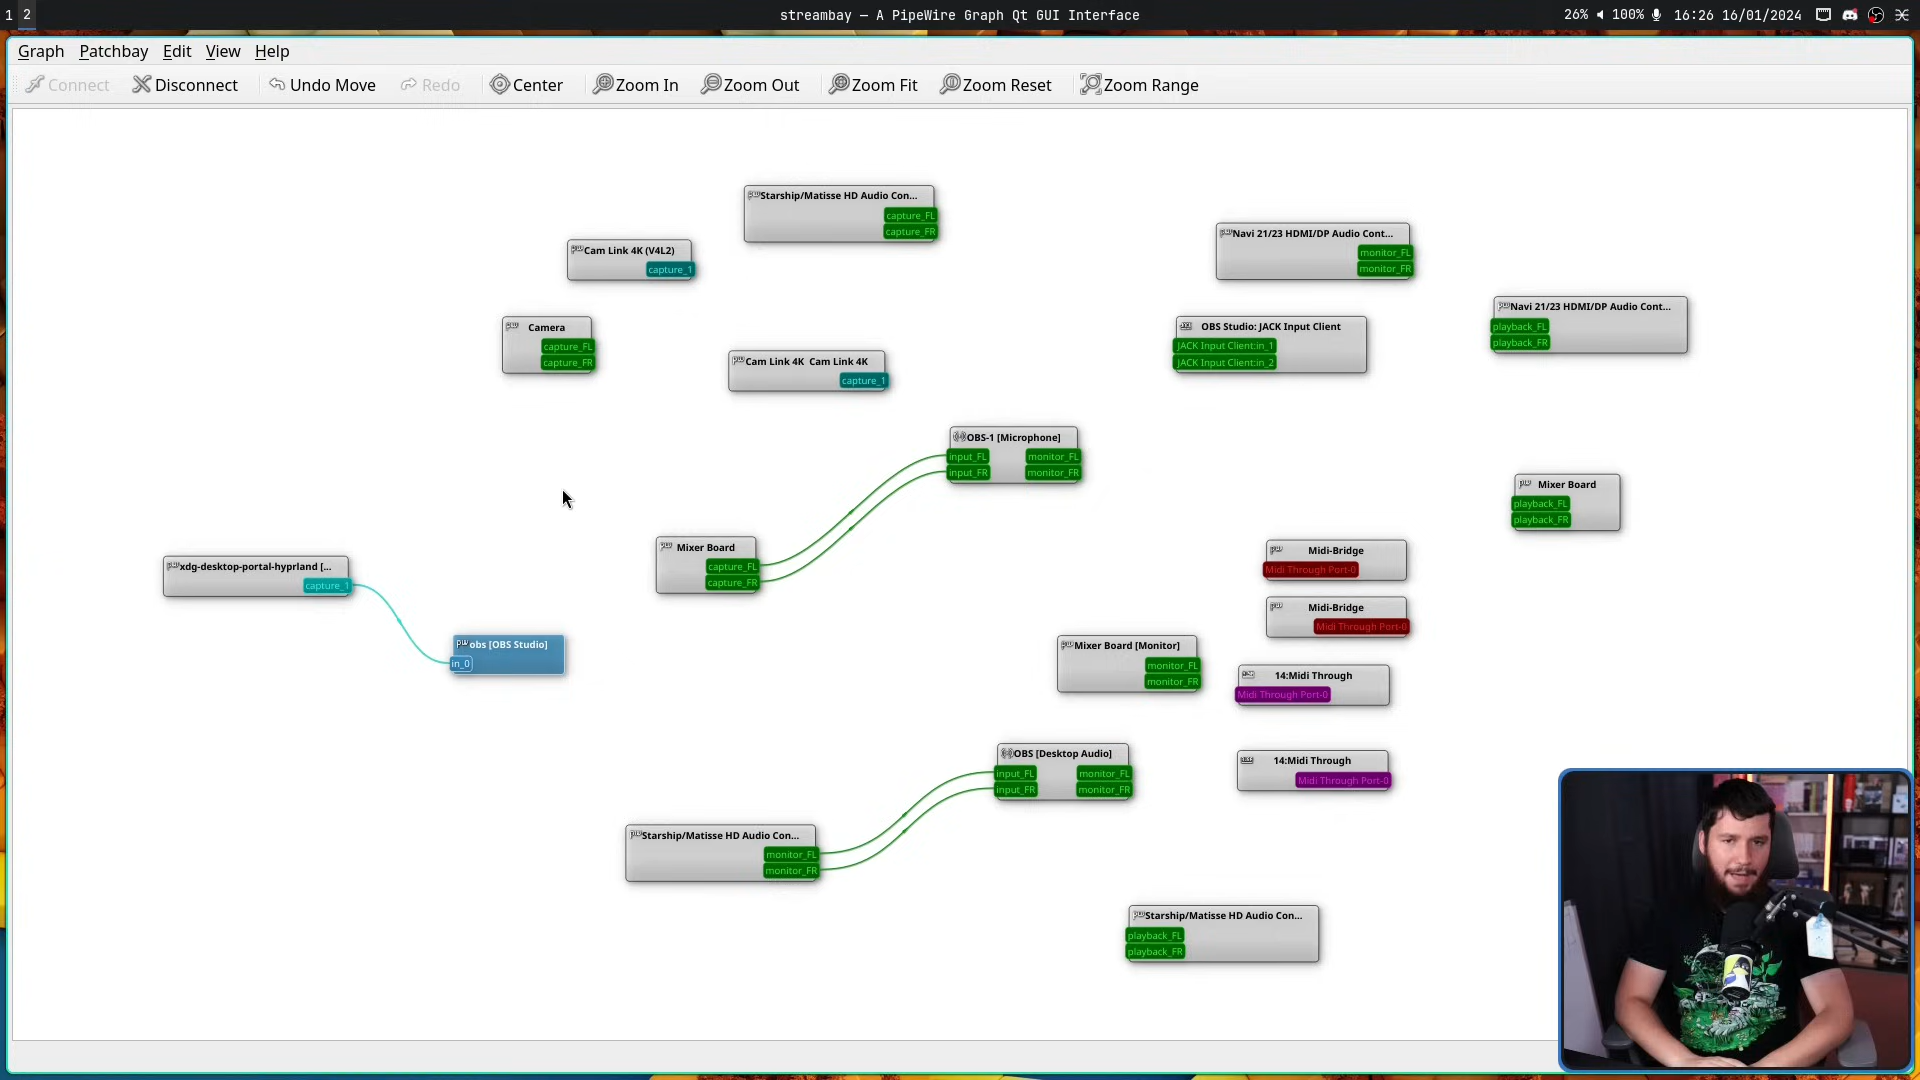 1 2
streambay — A PipeWire Graph Qt GUI Interface
26% 100% 16:26 16/01/2024
Graph Patchbay Edit View Help
Connect Disconnect Undo Move Redo Center Zoom In Zoom Out Zoom Fit Zoom Reset Zoom Range
Starship/Matisse HD Audio Con...
capture_FL
capture_FR
Cam Link 4K (V4L2)
capture_1
Navi 21/23 HDMI/DP Audio Cont...
monitor_FL
monitor_FR
Navi 21/23 HDMI/DP Audio Cont...
playback_FL
playback_FR
Camera
capture_FL
capture_FR
OBS Studio: JACK Input Client
JACK Input Client:in_1
JACK Input Client:in_2
Cam Link 4K Cam Link 4K
capture_1
OBS-1 [Microphone]
input_FL monitor_FL
input_FR monitor_FR
Mixer Board
playback_FL
playback_FR
Mixer Board
capture_FL
capture_FR
Midi-Bridge
Midi Through Port-0
xdg-desktop-portal-hyprland [...
capture_1
Midi-Bridge
Midi Through Port-0
obs [OBS Studio]
in_0
Mixer Board [Monitor]
monitor_FL
monitor_FR
14:Midi Through
Midi Through Port-0
OBS [Desktop Audio]
input_FL monitor_FL
input_FR monitor_FR
14:Midi Through
Midi Through Port-0
Starship/Matisse HD Audio Con...
monitor_FL
monitor_FR
Starship/Matisse HD Audio Con...
playback_FL
playback_FR